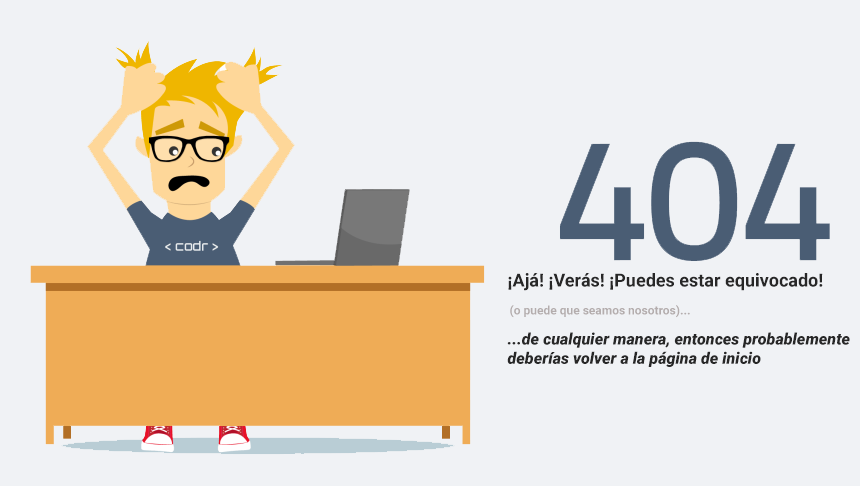 < codr >
404
¡Ajá! ¡Verás! ¡Puedes estar equivocado!
(o puede que seamos nosotros)...
...de cualquier manera, entonces probablemente
deberías volver a la página de inicio